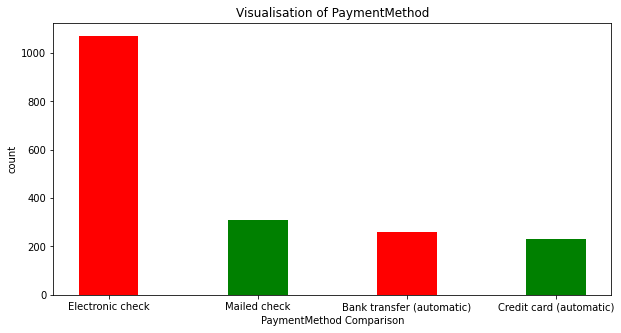 Visualisation of PaymentMethod
count
1000
800
600
400
200
0
Electronic check Mailed check Bank transfer (automatic) Credit card (automatic)
PaymentMethod Comparison